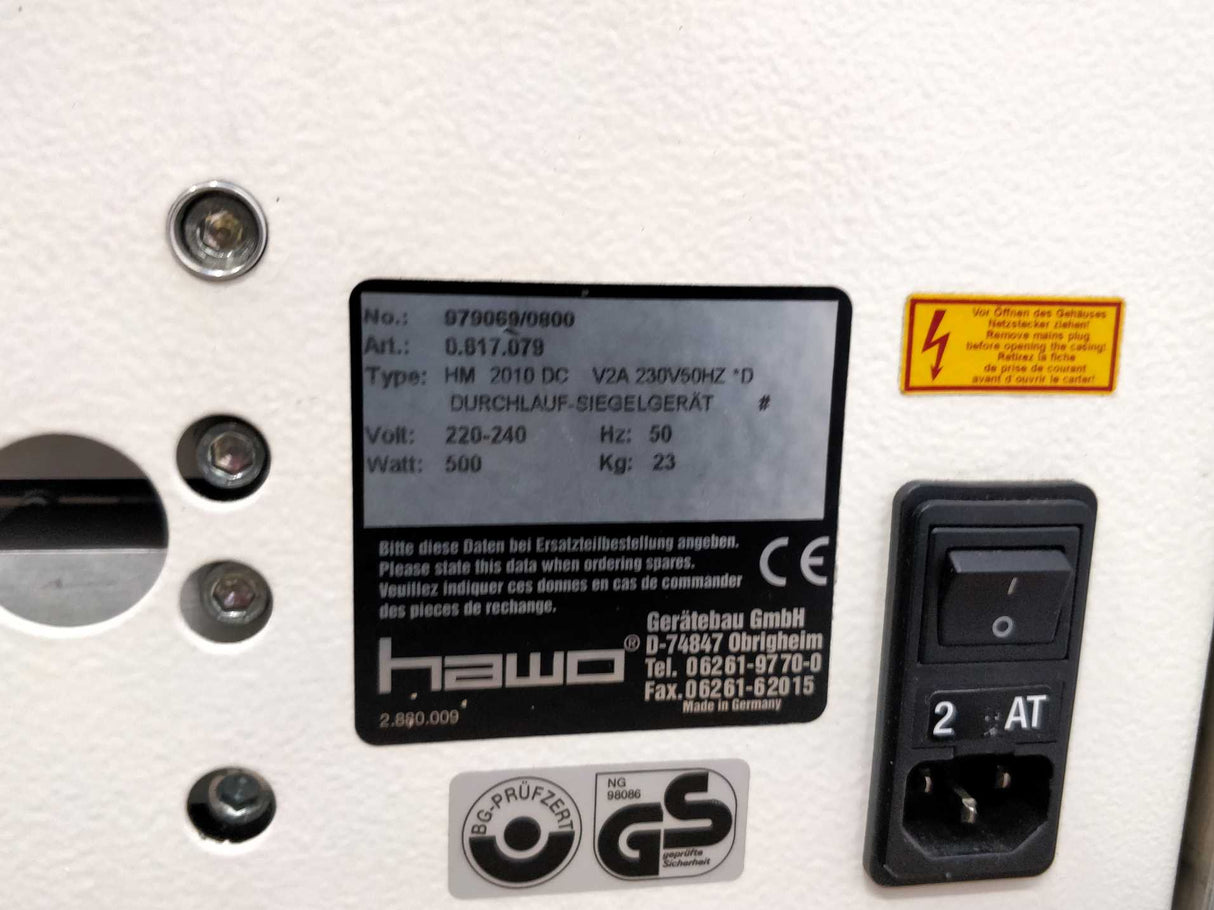 No.: 979069/0800
Art.: 0.817.079
Type: HM 2010 DC V2A 230V50HZ *D
DURCHLAUF-SIEGELGERÄT #
Volt: 220-240 Hz: 50
Watt: 500 Kg: 23
Bitte diese Daten bei Ersatzteilbestellung angeben.
Please state this data when ordering spares.
Veuillez indiquer ces donnes en cas de commander
des pieces de rechange.
CE
hawo®
Gerätebau GmbH
D-74847 Obrigheim
Tel. 06261-9770-0
Fax. 06261-62015
Made in Germany
2.880.009
Vor Öffnen des Gehäuses
Netzstecker ziehen!
Remove mains plug
before opening the casing!
Retirez la fiche
de prise de courant
avant d'ouvrir le carter!
I
O
2 AT
BG-PRÜFZERT
NG
98086
GS
geprüfte
Sicherheit